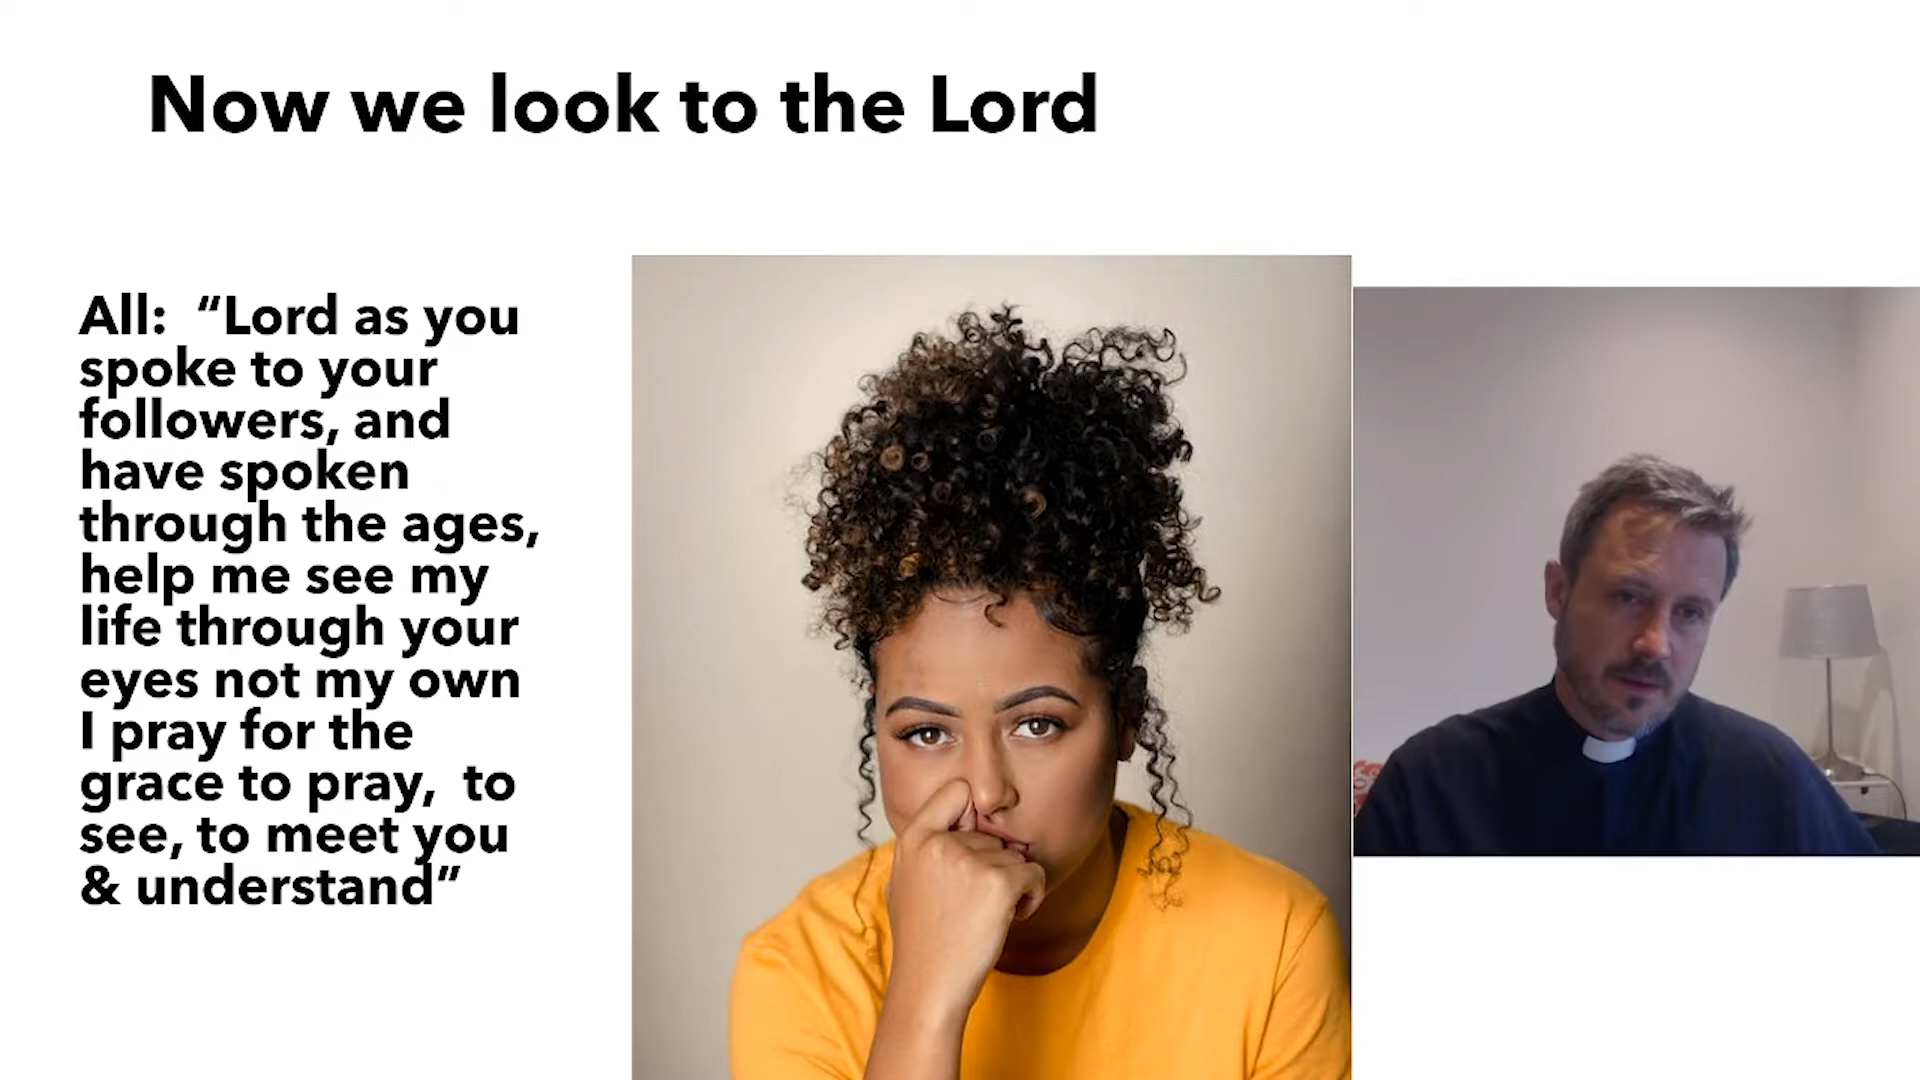 Now we look to the Lord
All:  “Lord as you
spoke to your
followers, and
have spoken
through the ages,
help me see my
life through your
eyes not my own
I pray for the
grace to pray,  to
see, to meet you
& understand”